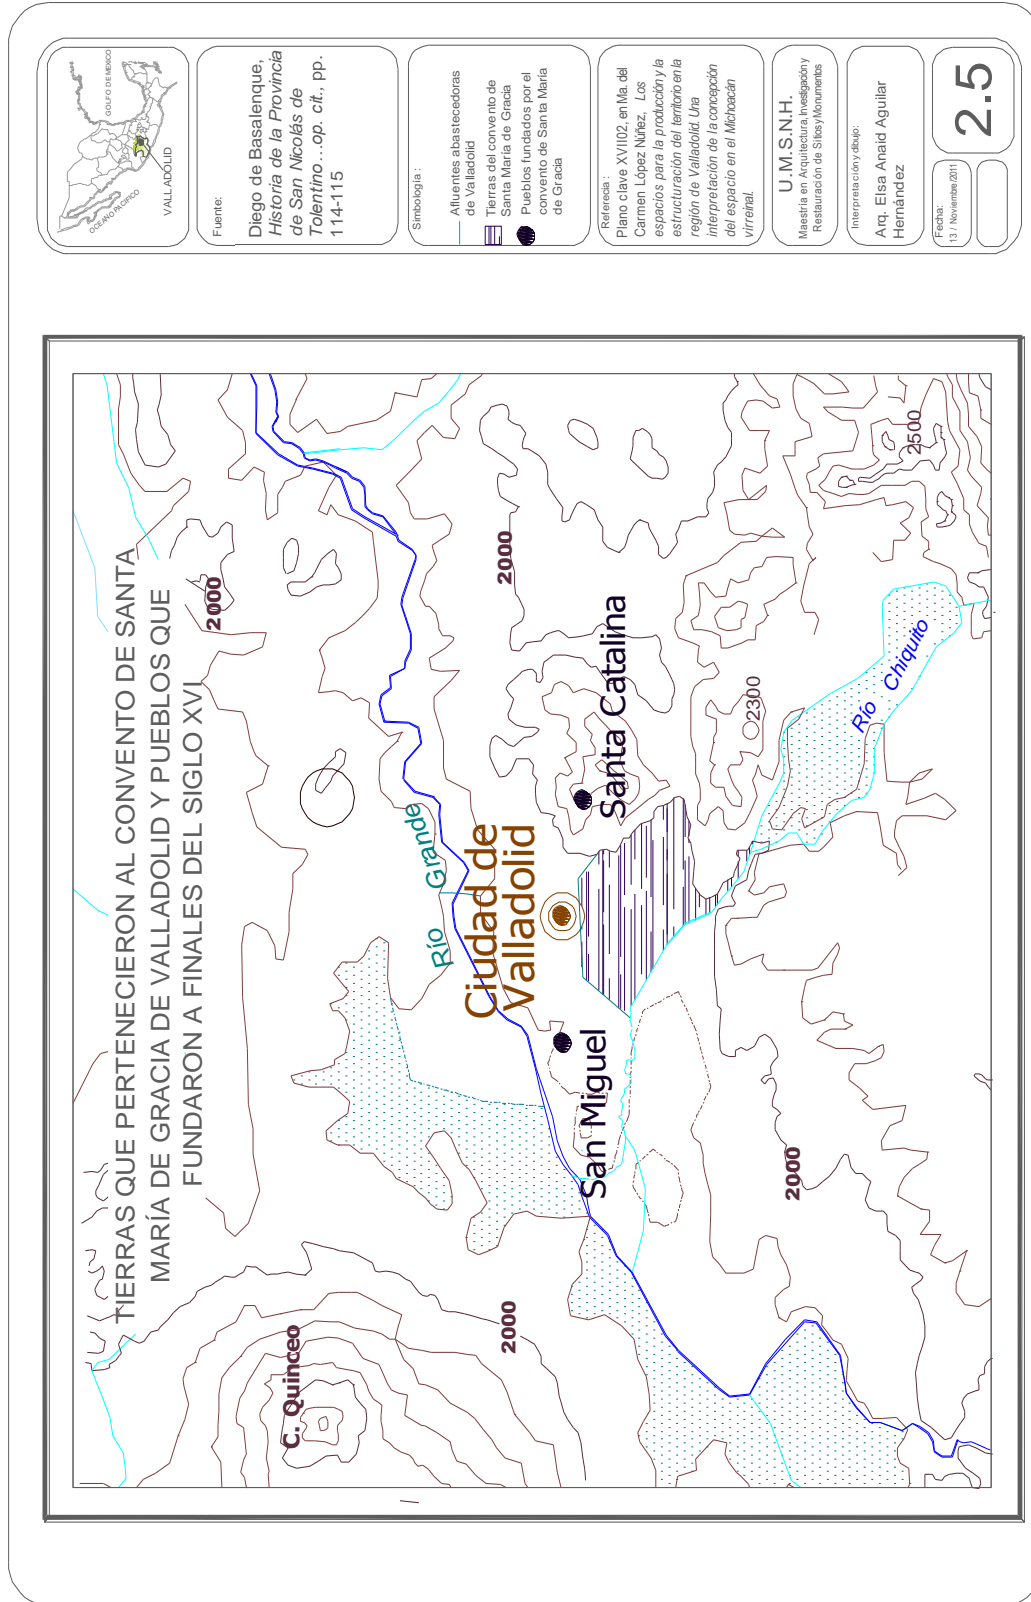 TIERRAS QUE PERTENECIERON AL CONVENTO DE SANTA
MARÍA DE GRACIA DE VALLADOLID Y PUEBLOS QUE
FUNDARON A FINALES DEL SIGLO XVI
C. Quinceo
2000
2000
2000
2000
2300
2500
Río Grande
Ciudad de
Valladolid
San Miguel
Santa Catalina
Río Chiquito
GOLFO DE MEXICO
OCEANO PACIFICO
VALLADOLID
Fuente:
Diego de Basalenque,
Historia de la Provincia
de San Nicolás de
Tolentino...op. cit., pp.
114-115
Simbología :
Afluentes abastecedoras
de Valladolid
Tierras del convento de
Santa María de Gracia
Pueblos fundados por el
convento de Santa María
de Gracia
Referecia :
Plano clave XVII02, en Ma. del
Carmen López Núñez, Los
espacios para la producción y la
estructuración del territorio en la
región de Valladolid. Una
interpretación de la concepción
del espacio en el Michoacán
virreinal.
U.M.S.N.H.
Maestría en Arquitectura, Investigación y
Restauración de Sitios y Monumentos
Interpretación y dibujo:
Arq. Elsa Anaid Aguilar
Hernández
Fecha:
13 / Noviembre/2011
2.5